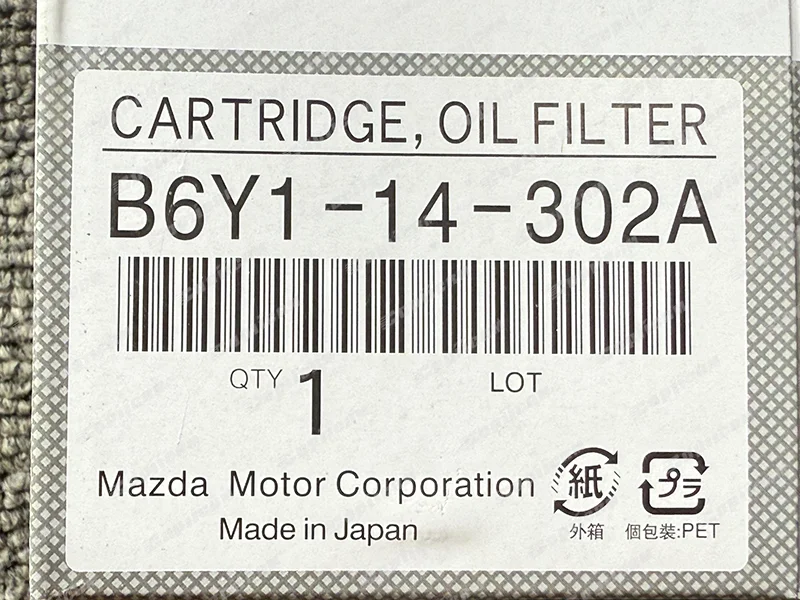 CARTRIDGE, OIL FILTER
B6Y1-14-302A
QTY 1 LOT
Mazda Motor Corporation
Made in Japan
紙 プラ
外箱 個包裝:PET